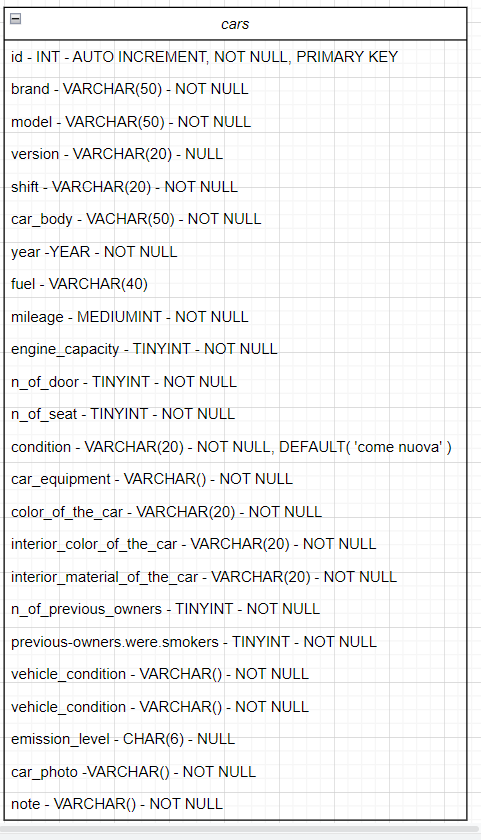 cars
id - INT - AUTO INCREMENT, NOT NULL, PRIMARY KEY
brand - VARCHAR(50) - NOT NULL
model - VARCHAR(50) - NOT NULL
version - VARCHAR(20) - NULL
shift - VARCHAR(20) - NOT NULL
car_body - VACHAR(50) - NOT NULL
year -YEAR - NOT NULL
fuel - VARCHAR(40)
mileage - MEDIUMINT - NOT NULL
engine_capacity - TINYINT - NOT NULL
n_of_door - TINYINT - NOT NULL
n_of_seat - TINYINT - NOT NULL
condition - VARCHAR(20) - NOT NULL, DEFAULT( 'come nuova' )
car_equipment - VARCHAR() - NOT NULL
color_of_the_car - VARCHAR(20) - NOT NULL
interior_color_of_the_car - VARCHAR(20) - NOT NULL
interior_material_of_the_car - VARCHAR(20) - NOT NULL
n_of_previous_owners - TINYINT - NOT NULL
previous-owners.were.smokers - TINYINT - NOT NULL
vehicle_condition - VARCHAR() - NOT NULL
vehicle_condition - VARCHAR() - NOT NULL
emission_level - CHAR(6) - NULL
car_photo -VARCHAR() - NOT NULL
note - VARCHAR() - NOT NULL